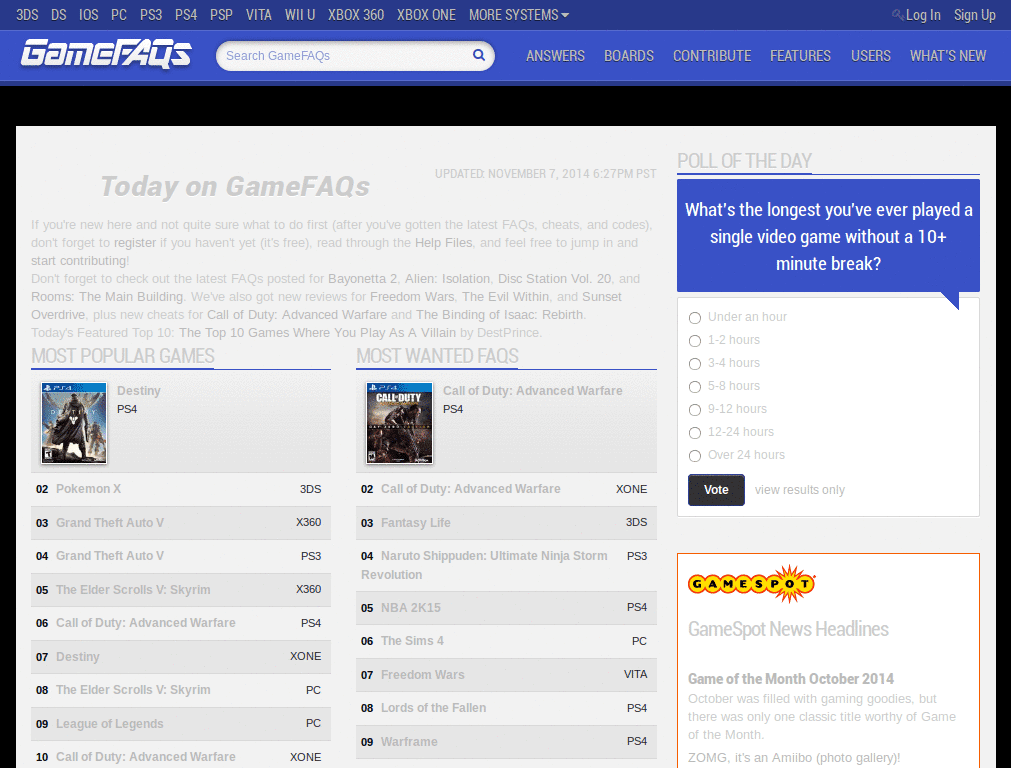 3DS DS IOS PC PS3 PS4 PSP VITA WII U XBOX 360 XBOX ONE MORE SYSTEMS Log In Sign Up
GameFAQs Search GameFAQs ANSWERS BOARDS CONTRIBUTE FEATURES USERS WHAT'S NEW
Today on GameFAQs
UPDATED: NOVEMBER 7, 2014 6:27PM PST
If you're new here and not quite sure what to do first (after you've gotten the latest FAQs, cheats, and codes),
don't forget to register if you haven't yet (it's free), read through the Help Files, and feel free to jump in and
start contributing!
Don't forget to check out the latest FAQs posted for Bayonetta 2, Alien: Isolation, Disc Station Vol. 20, and
Rooms: The Main Building. We've also got new reviews for Freedom Wars, The Evil Within, and Sunset
Overdrive, plus new cheats for Call of Duty: Advanced Warfare and The Binding of Isaac: Rebirth.
Today's Featured Top 10: The Top 10 Games Where You Play As A Villain by DestPrince.
MOST POPULAR GAMES
PS4
DESTINY
Destiny
PS4
02 Pokemon X 3DS
03 Grand Theft Auto V X360
04 Grand Theft Auto V PS3
05 The Elder Scrolls V: Skyrim X360
06 Call of Duty: Advanced Warfare PS4
07 Destiny XONE
08 The Elder Scrolls V: Skyrim PC
09 League of Legends PC
10 Call of Duty: Advanced Warfare XONE
MOST WANTED FAQS
PS4
CALL OF DUTY
DAY ZERO EDITION
Call of Duty: Advanced Warfare
PS4
02 Call of Duty: Advanced Warfare XONE
03 Fantasy Life 3DS
04 Naruto Shippuden: Ultimate Ninja Storm PS3
Revolution
05 NBA 2K15 PS4
06 The Sims 4 PC
07 Freedom Wars VITA
08 Lords of the Fallen PS4
09 Warframe PS4
POLL OF THE DAY
What's the longest you've ever played a
single video game without a 10+
minute break?
Under an hour
1-2 hours
3-4 hours
5-8 hours
9-12 hours
12-24 hours
Over 24 hours
Vote view results only
GAMESPOT
GameSpot News Headlines
Game of the Month October 2014
October was filled with gaming goodies, but
there was only one classic title worthy of Game
of the Month.
ZOMG, it's an Amiibo (photo gallery)!